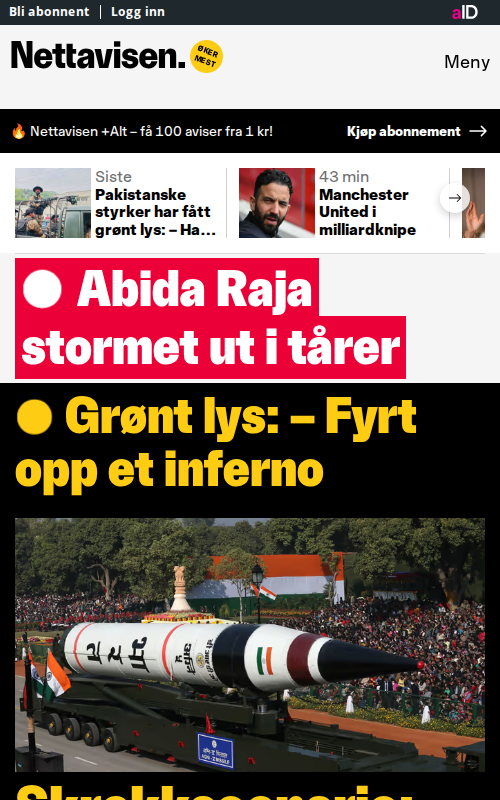 Bli abonnent
Logg inn
aID
Nettavisen.
ØKER
MEST
Meny
🔥 Nettavisen +Alt – få 100 aviser fra 1 kr!
Kjøp abonnement
Siste
Pakistanske
styrker har fått
grønt lys: – Ha...
43 min
Manchester
United i
milliardknipe
Abida Raja
stormet ut i tårer
Grønt lys: – Fyrt
opp et inferno